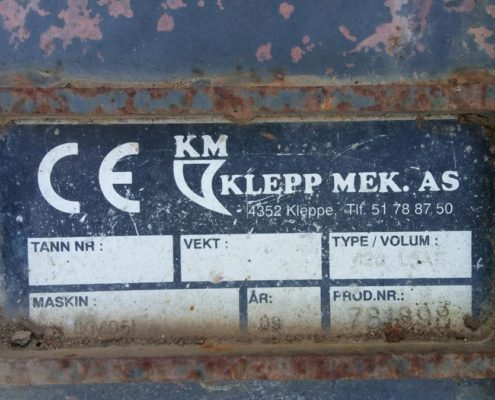 CE
KM
KLEPP MEK. AS
4352 Kleppe, Tlf. 51 78 87 50
TANN NR :
VEKT :
TYPE / VOLUM :
MASKIN :
ÅR:
09
PROD.NR.: